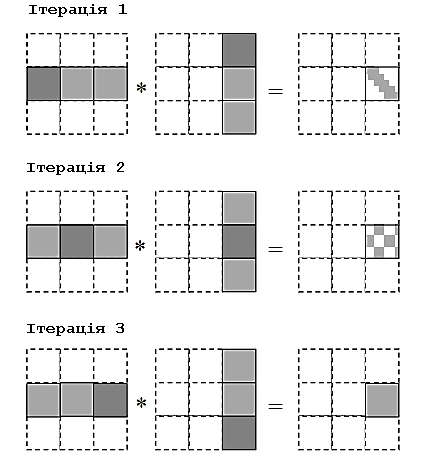 Ітерація 1
* =
Ітерація 2
* =
Ітерація 3
* =